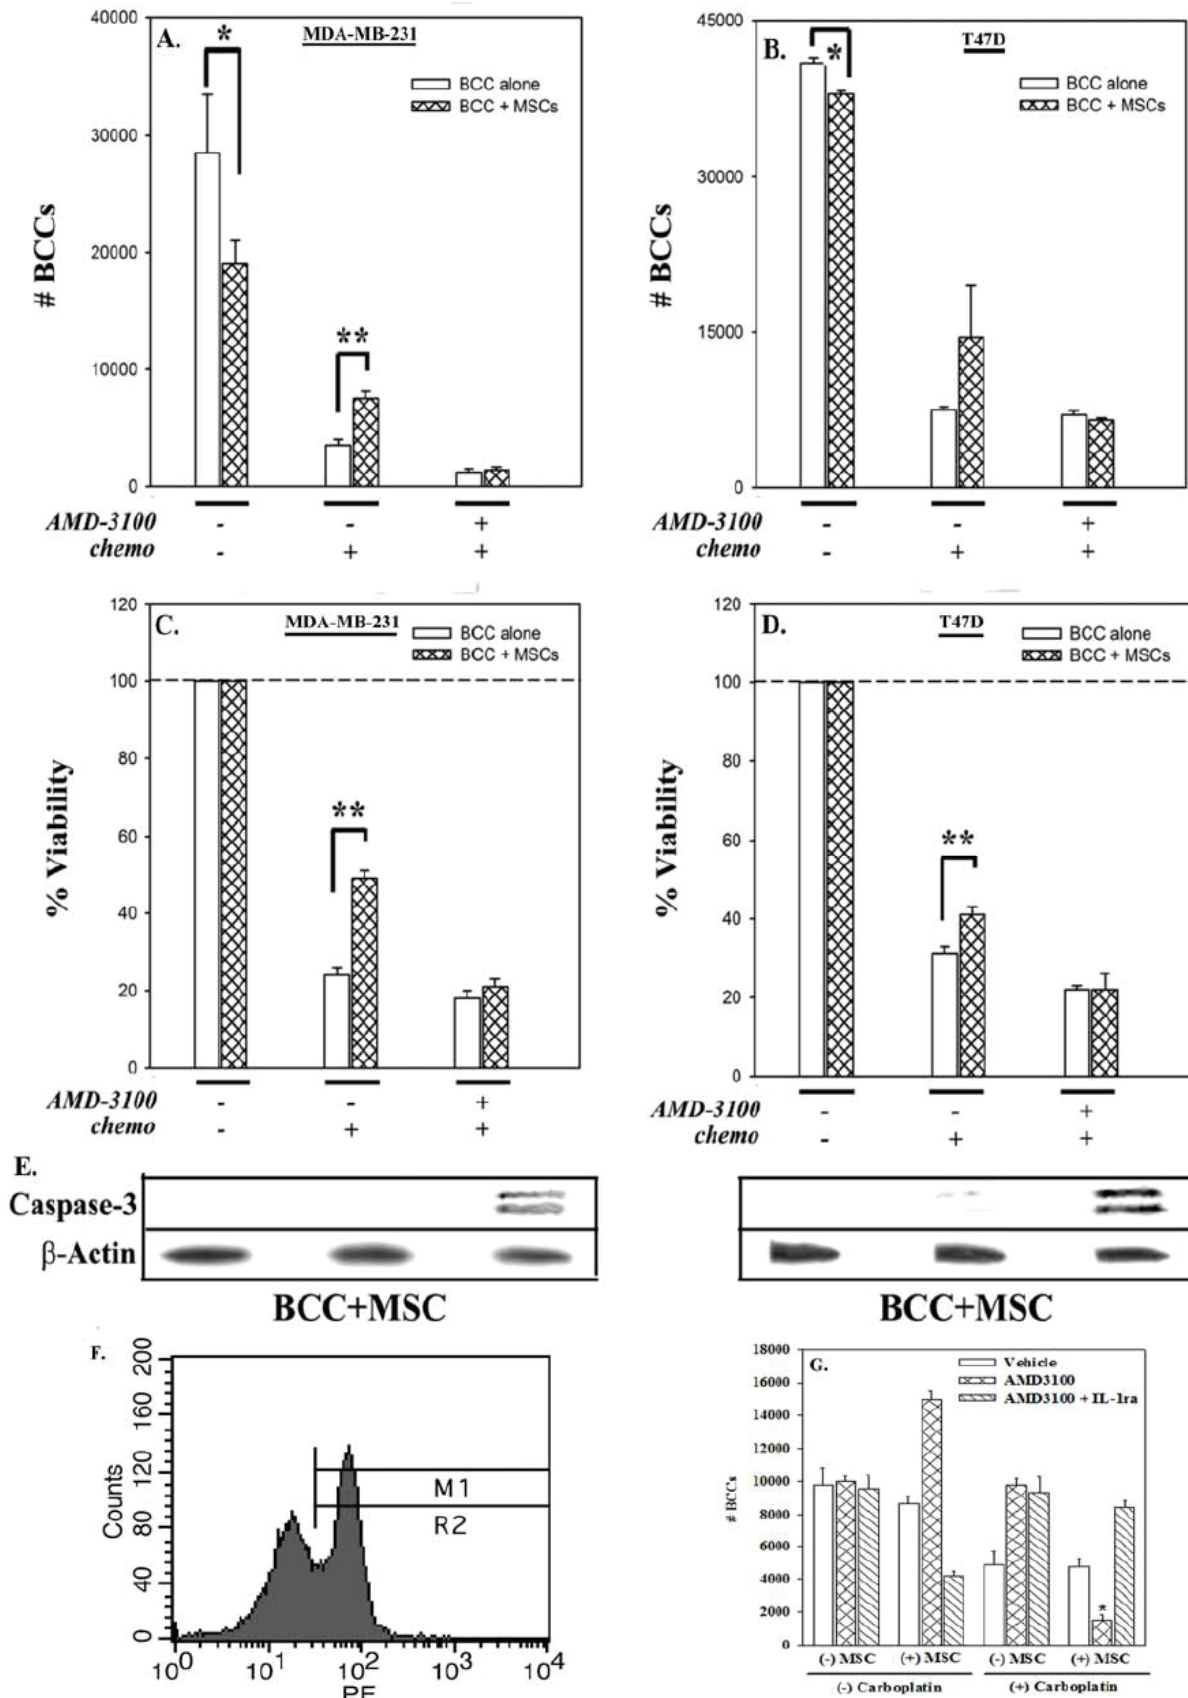 A.
MDA-MB-231
BCC alone
BCC + MSCs
*
**
40000
30000
20000
10000
0
# BCCs
AMD-3100 - - +
chemo - + +
B.
T47D
BCC alone
BCC + MSCs
*
45000
30000
15000
0
# BCCs
AMD-3100 - - +
chemo - + +
C.
MDA-MB-231
BCC alone
BCC + MSCs
**
120
100
80
60
40
20
0
% Viability
AMD-3100 - - +
chemo - + +
D.
T47D
BCC alone
BCC + MSCs
**
120
100
80
60
40
20
0
% Viability
AMD-3100 - - +
chemo - + +
E.
Caspase-3
β-Actin
BCC+MSC
BCC+MSC
F.
200
160
120
80
40
0
Counts
M1
R2
10^0 10^1 10^2 10^3 10^4
PE
G.
Vehicle
AMD3100
AMD3100 + IL-1ra
18000
16000
14000
12000
10000
8000
6000
4000
2000
0
# BCCs
*
(-) MSC (+) MSC (-) MSC (+) MSC
(-) Carboplatin (+) Carboplatin